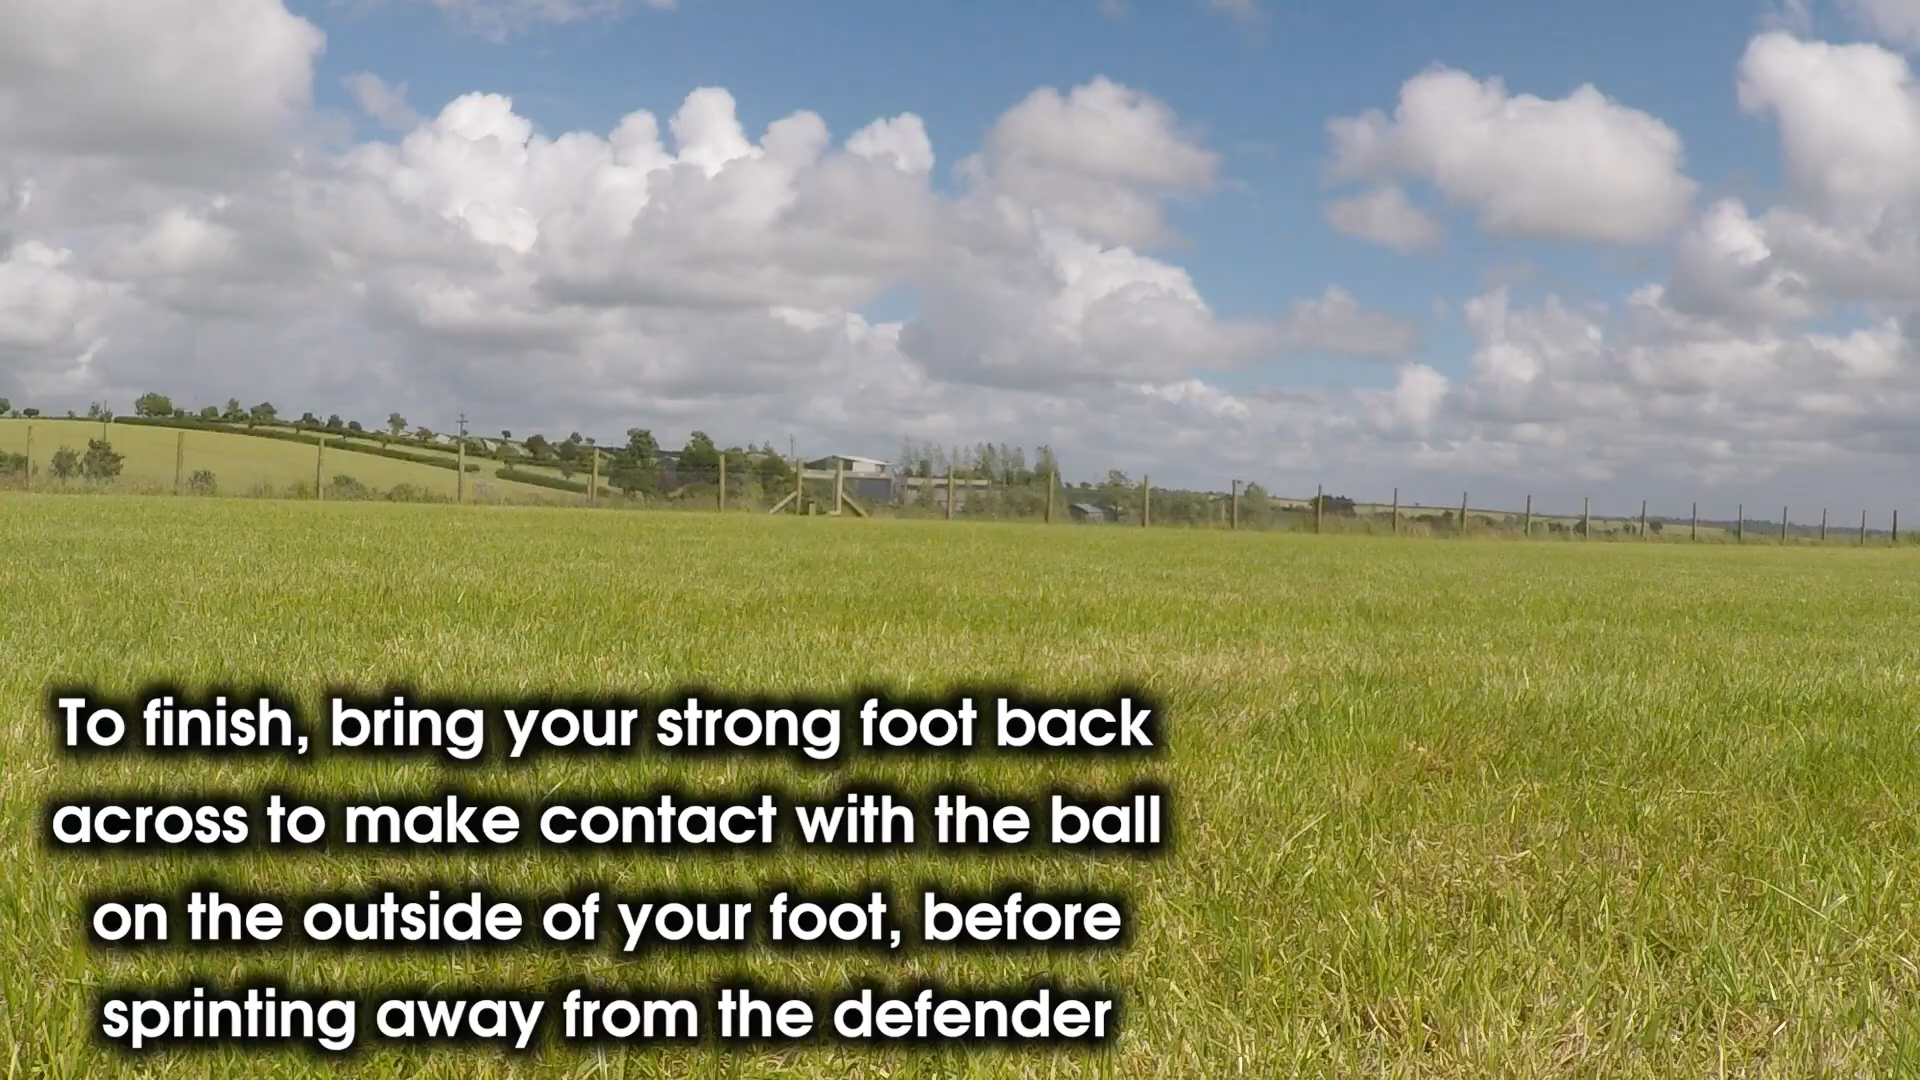 To finish, bring your strong foot back
across to make contact with the ball
on the outside of your foot, before
sprinting away from the defender